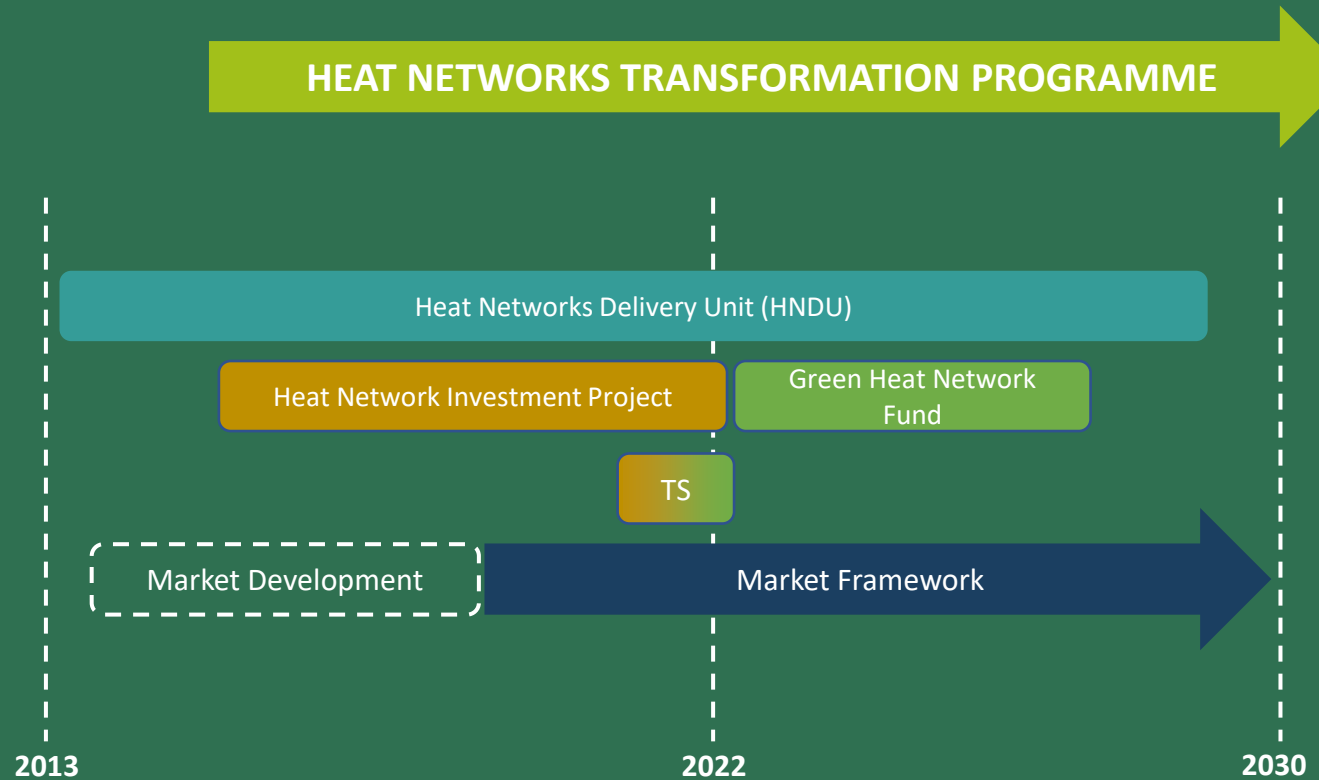 HEAT NETWORKS TRANSFORMATION PROGRAMME
Heat Networks Delivery Unit (HNDU)
Heat Network Investment Project
Green Heat Network
Fund
TS
Market Development
Market Framework
2013
2022
2030